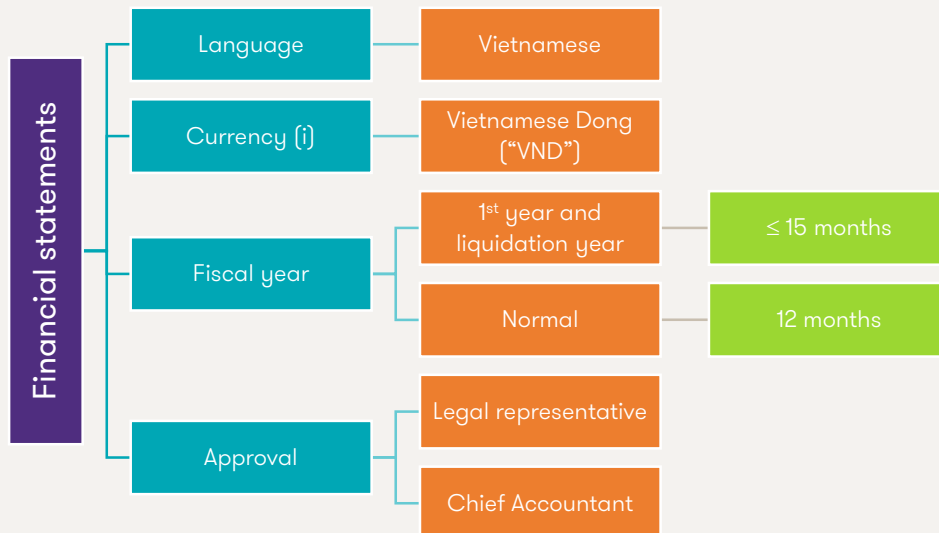 Financial statements
Language
Vietnamese
Currency (i)
Vietnamese Dong
(“VND”)
Fiscal year
1st year and
liquidation year
≤ 15 months
Normal
12 months
Approval
Legal representative
Chief Accountant